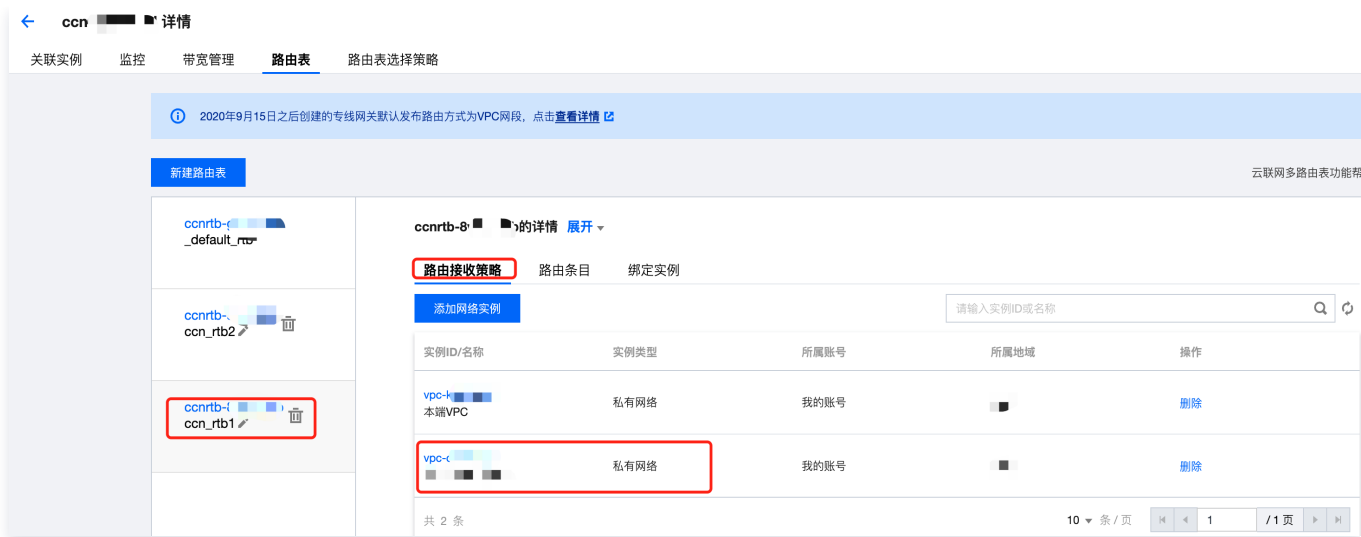 ccn 详情
关联实例 监控 带宽管理 路由表 路由表选择策略
2020年9月15日之后创建的专线网关默认发布路由方式为VPC网段，点击查看详情
新建路由表
云联网多路由表功能帮
ccnrtb-
_default_rtb
ccnrtb-
ccn_rtb2
ccnrtb-
ccn_rtb1
ccnrtb-8 的详情 展开
路由接收策略 路由条目 绑定实例
添加网络实例
请输入实例ID或名称
实例ID/名称 实例类型 所属账号 所属地域 操作
vpc-
本端VPC
私有网络 我的账号 删除
vpc-
私有网络 我的账号 删除
共 2 条
10 条 / 页 1 / 1 页